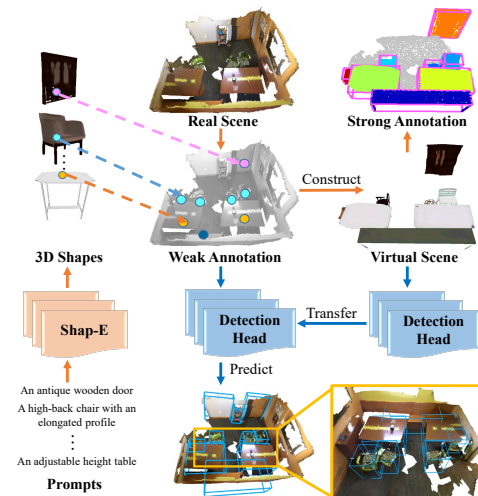 Real Scene
Strong Annotation
Construct
3D Shapes
Weak Annotation
Virtual Scene
Shap-E
Detection
Head
Transfer
Detection
Head
Predict
An antique wooden door
A high-back chair with an
elongated profile
⋮
An adjustable height table
Prompts